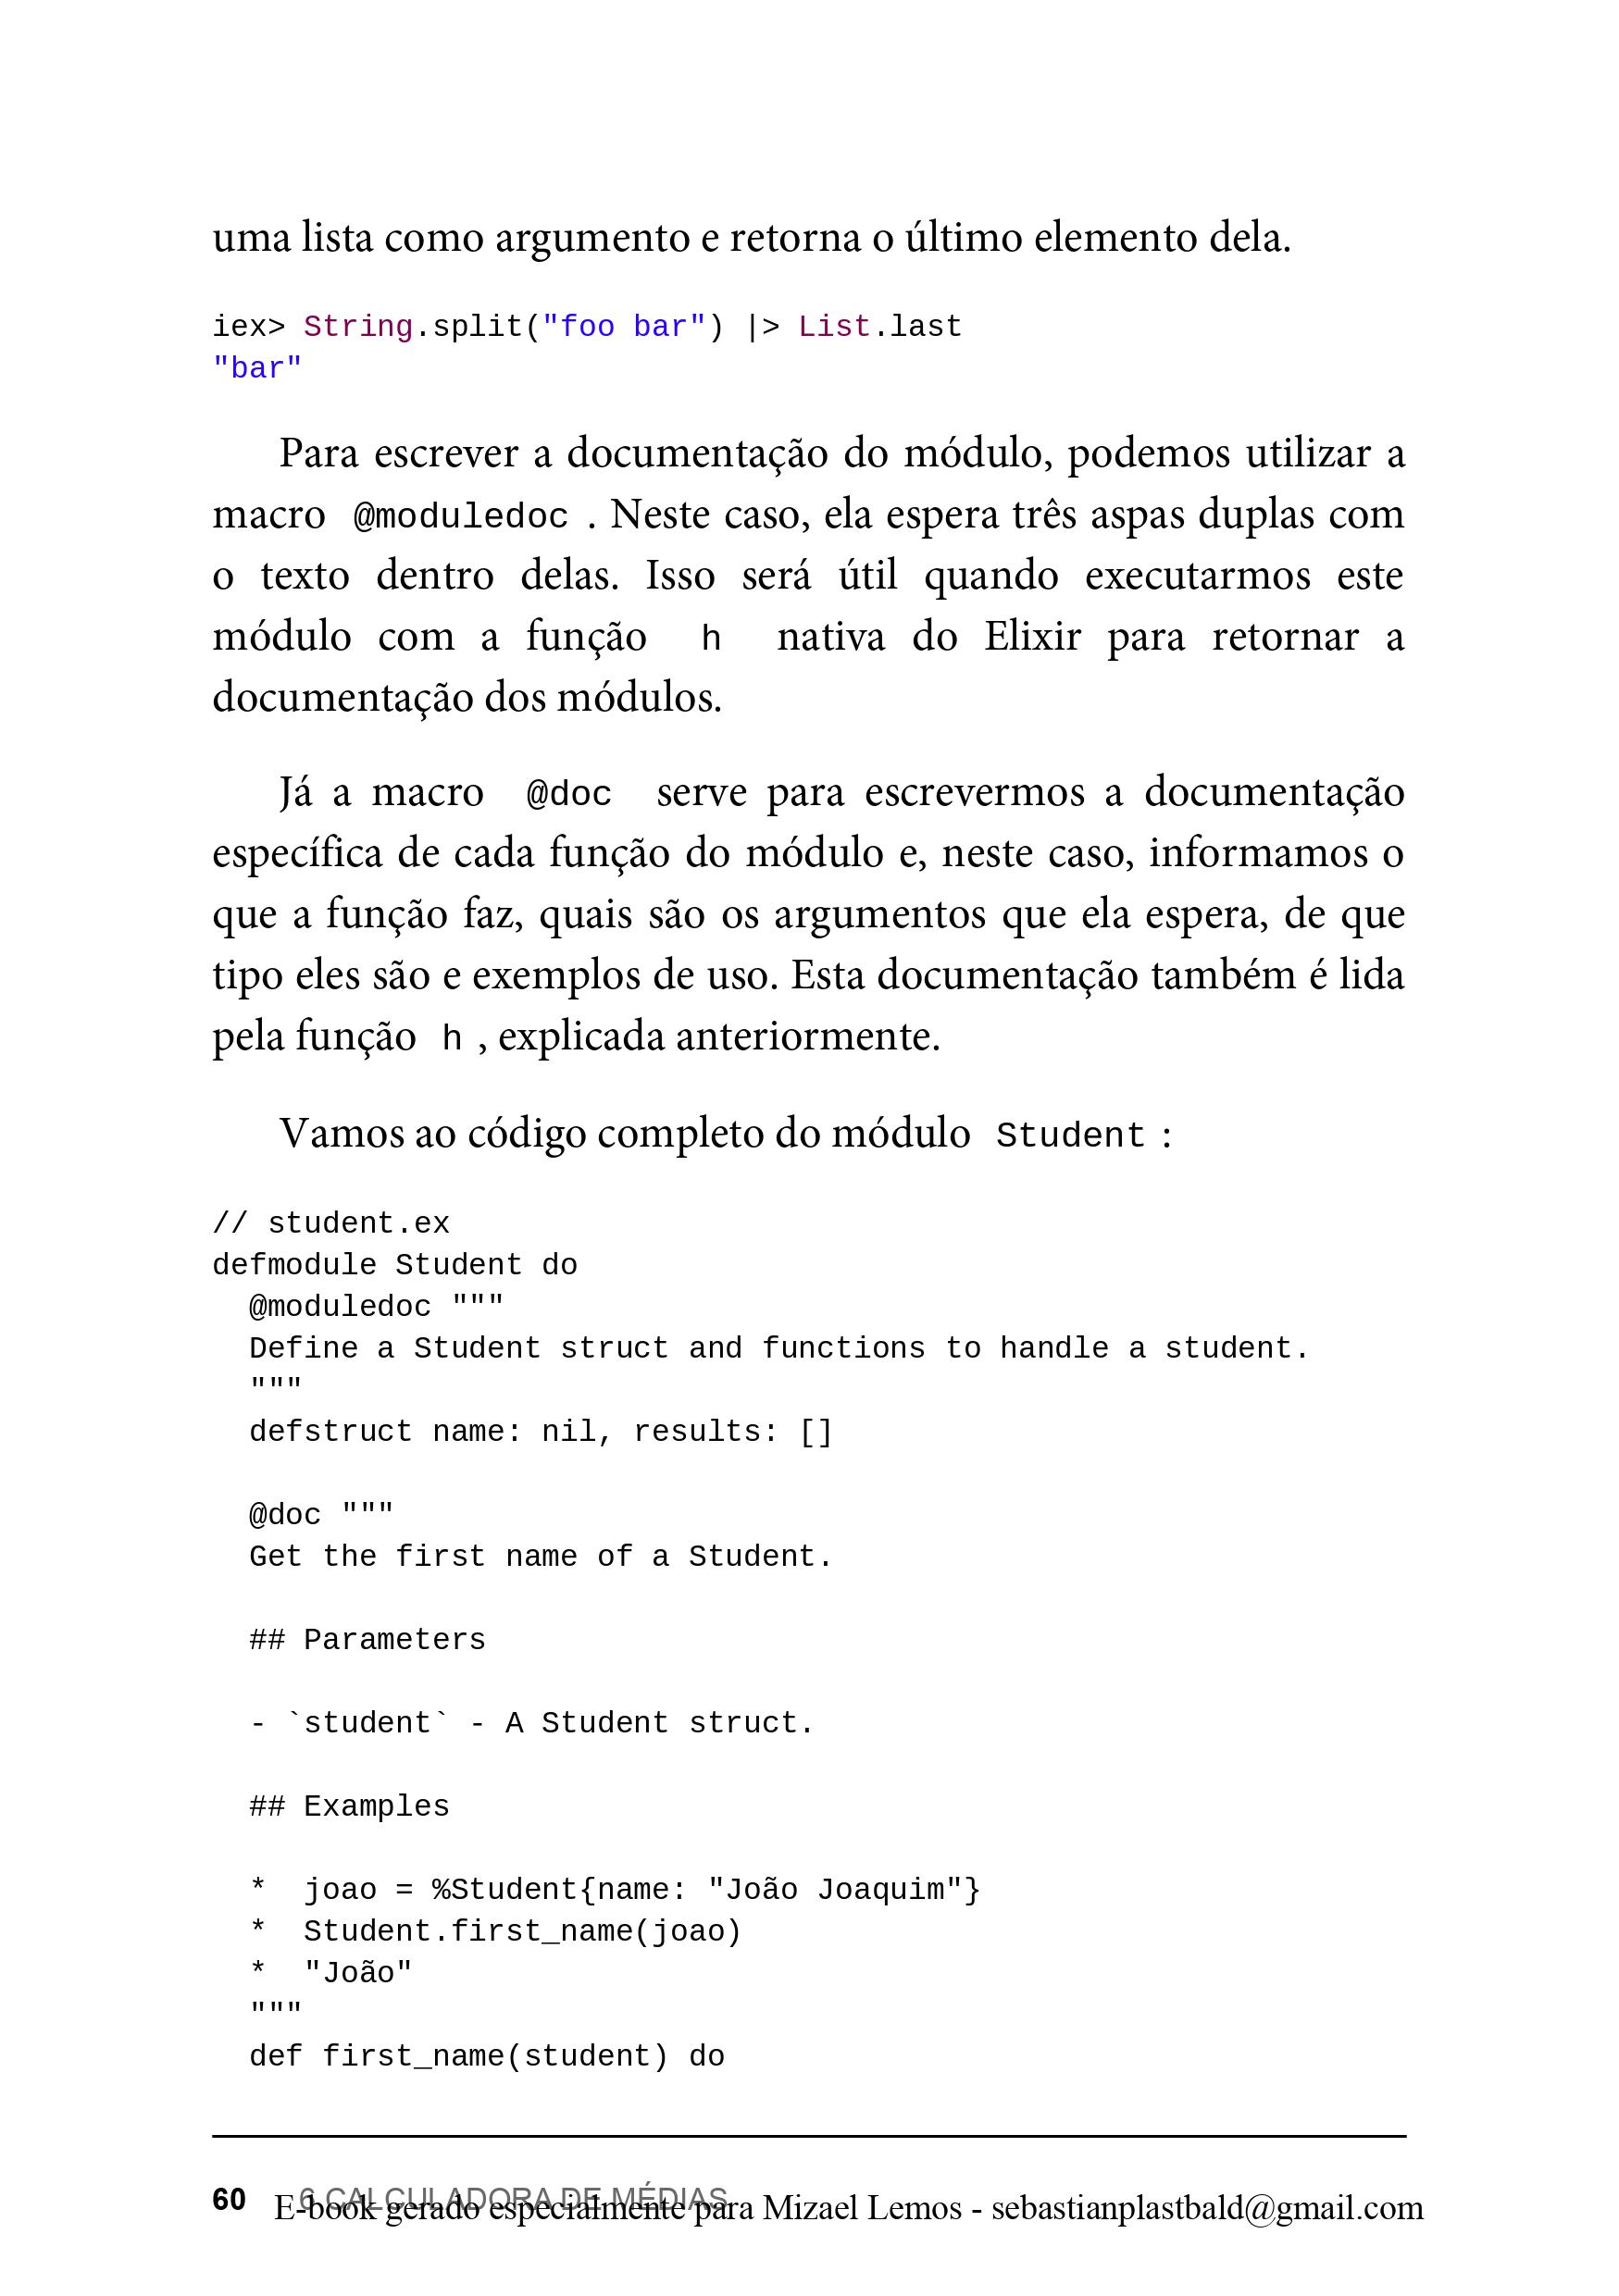 uma lista como argumento e retorna o último elemento dela.
iex> String.split("foo bar") |> List.last
"bar"
Para escrever a documentação do módulo, podemos utilizar a
macro @moduledoc . Neste caso, ela espera três aspas duplas com
o texto dentro delas. Isso será útil quando executarmos este
módulo com a função h nativa do Elixir para retornar a
documentação dos módulos.
Já a macro @doc serve para escrevermos a documentação
específica de cada função do módulo e, neste caso, informamos o
que a função faz, quais são os argumentos que ela espera, de que
tipo eles são e exemplos de uso. Esta documentação também é lida
pela função h , explicada anteriormente.
Vamos ao código completo do módulo Student :
// student.ex
defmodule Student do
  @moduledoc """
  Define a Student struct and functions to handle a student.
  """
  defstruct name: nil, results: []
  @doc """
  Get the first name of a Student.
  ## Parameters
  - `student` - A Student struct.
  ## Examples
  *  joao = %Student{name: "João Joaquim"}
  *  Student.first_name(joao)
  *  "João"
  """
  def first_name(student) do
60 6 CALCULADORA DE MÉDIAS
E-book gerado especialmente para Mizael Lemos - sebastianplastbald@gmail.com